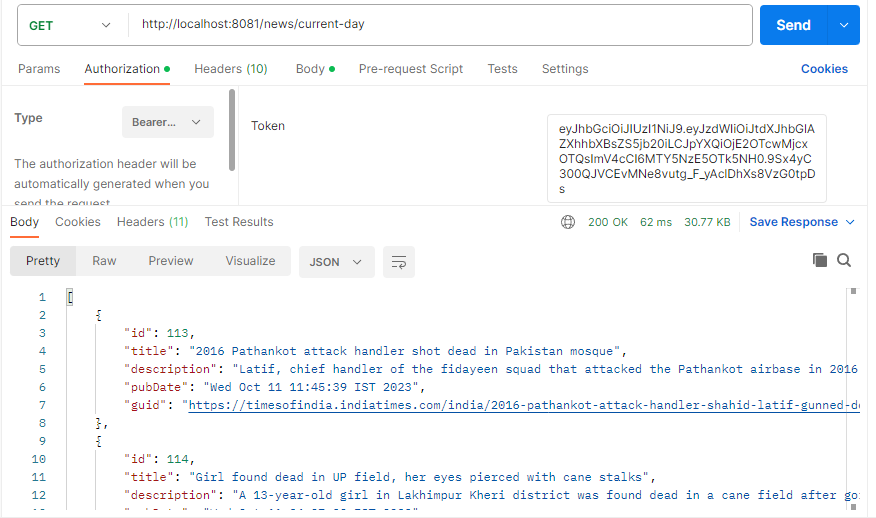 GET http://localhost:8081/news/current-day Send
Params Authorization Headers (10) Body Pre-request Script Tests Settings Cookies
Type Bearer... Token
The authorization header will be
automatically generated when you
send the request
eyJhbGciOiJIUzI1NiJ9.eyJzdWIiOiJtdXJhbGlA
ZXhhbXBsZS5jb20iLCJpYXQiOjE2OTcwMjcx
OTQsImV4cCI6MTY5NzE5OTk5NH0.9Sx4yC
300QJVCEvMNe8vutg_F_yAclDhXs8VzG0tpD
s
Body Cookies Headers (11) Test Results 200 OK 62 ms 30.77 KB Save Response
Pretty Raw Preview Visualize JSON
1 [
2 {
3 "id": 113,
4 "title": "2016 Pathankot attack handler shot dead in Pakistan mosque",
5 "description": "Latif, chief handler of the fidayeen squad that attacked the Pathankot airbase in 2016
6 "pubDate": "Wed Oct 11 11:45:39 IST 2023",
7 "guid": "https://timesofindia.indiatimes.com/india/2016-pathankot-attack-handler-shahid-latif-gunned-de
8 },
9 {
10 "id": 114,
11 "title": "Girl found dead in UP field, her eyes pierced with cane stalks",
12 "description": "A 13-year-old girl in Lakhimpur Kheri district was found dead in a cane field after goi